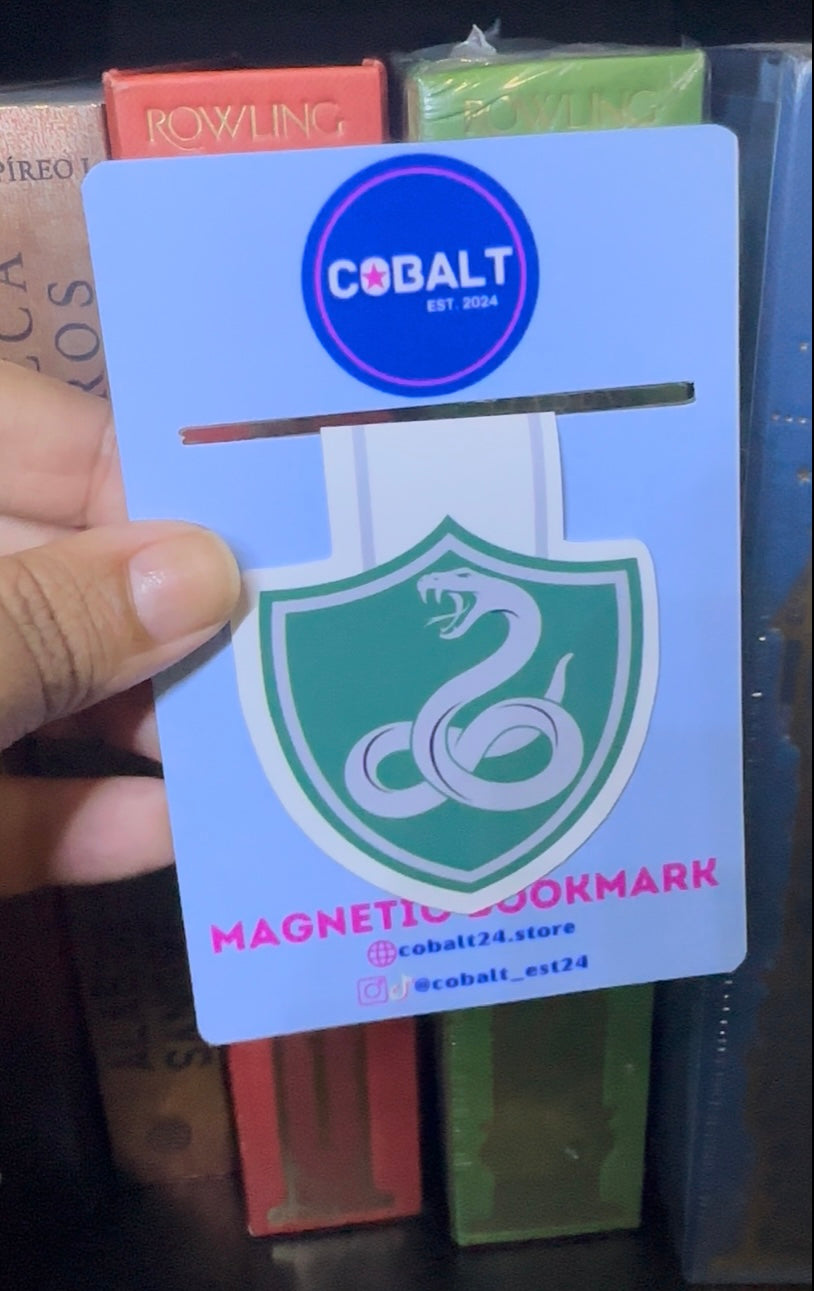 ROWLING
ROWLING
COBALT
EST. 2024
MAGNETIC BOOKMARK
cobalt24.store
@cobalt_est24